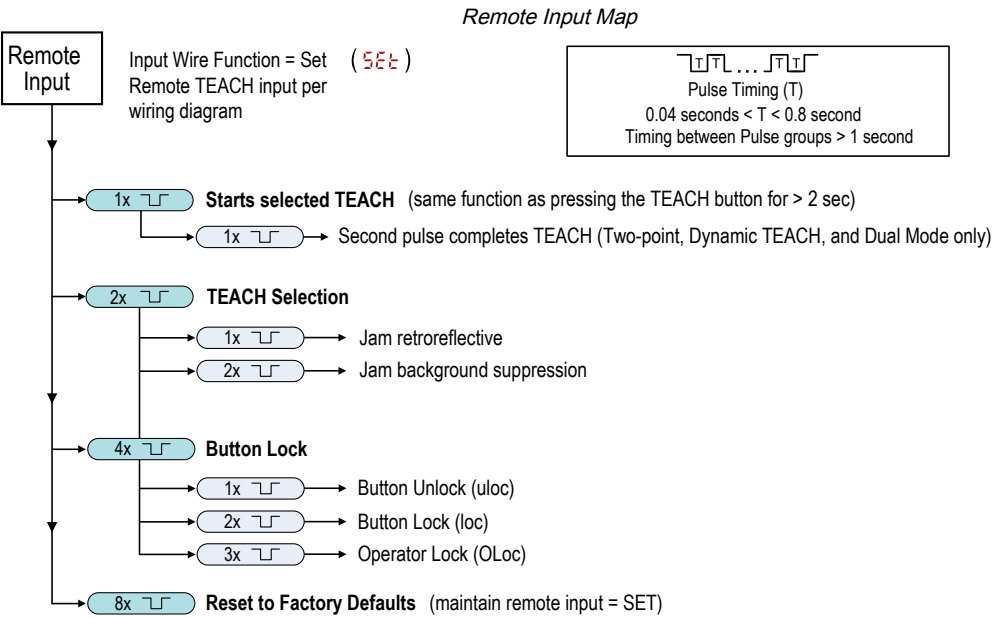 Remote Input Map
Remote
Input
Input Wire Function = Set (SEt)
Remote TEACH input per
wiring diagram
T T ... T T
Pulse Timing (T)
0.04 seconds < T < 0.8 second
Timing between Pulse groups > 1 second
1x Starts selected TEACH (same function as pressing the TEACH button for > 2 sec)
1x Second pulse completes TEACH (Two-point, Dynamic TEACH, and Dual Mode only)
2x TEACH Selection
1x Jam retroreflective
2x Jam background suppression
4x Button Lock
1x Button Unlock (uloc)
2x Button Lock (loc)
3x Operator Lock (OLoc)
8x Reset to Factory Defaults (maintain remote input = SET)